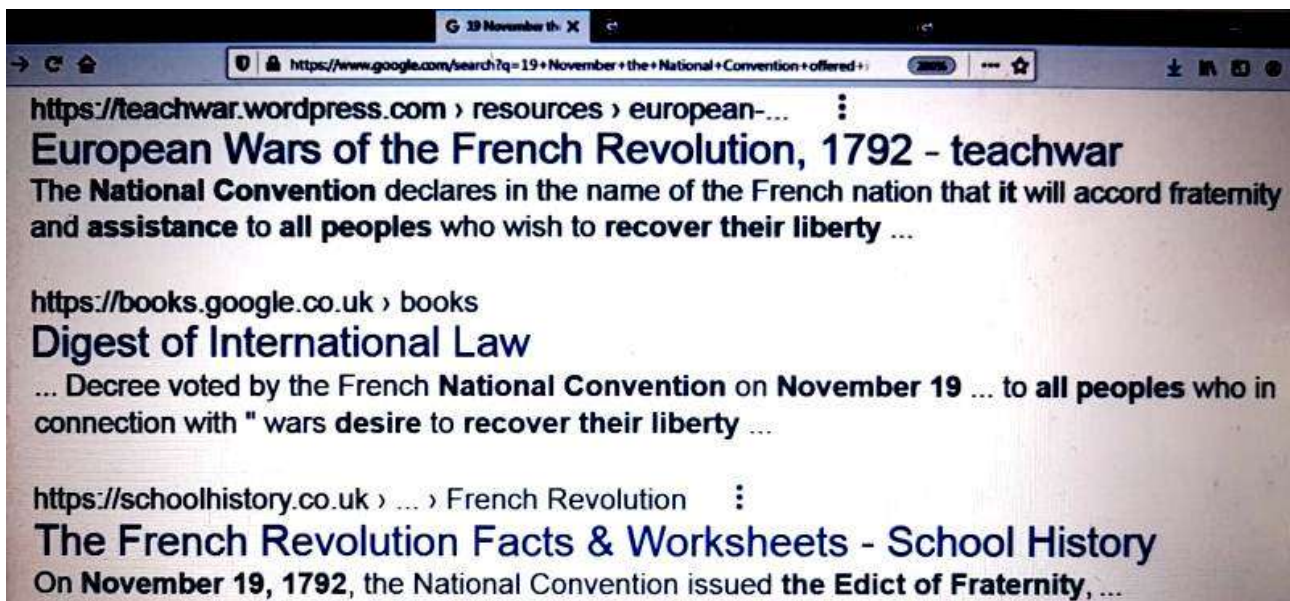 G 19 November th X
https://www.google.com/search?q=19+November+the+National+Convention+offered+
https://teachwar.wordpress.com › resources › european-...
European Wars of the French Revolution, 1792 - teachwar
The National Convention declares in the name of the French nation that it will accord fraternity
and assistance to all peoples who wish to recover their liberty ...
https://books.google.co.uk › books
Digest of International Law
... Decree voted by the French National Convention on November 19 ... to all peoples who in
connection with " wars desire to recover their liberty ...
https://schoolhistory.co.uk › ... › French Revolution
The French Revolution Facts & Worksheets - School History
On November 19, 1792, the National Convention issued the Edict of Fraternity, ...